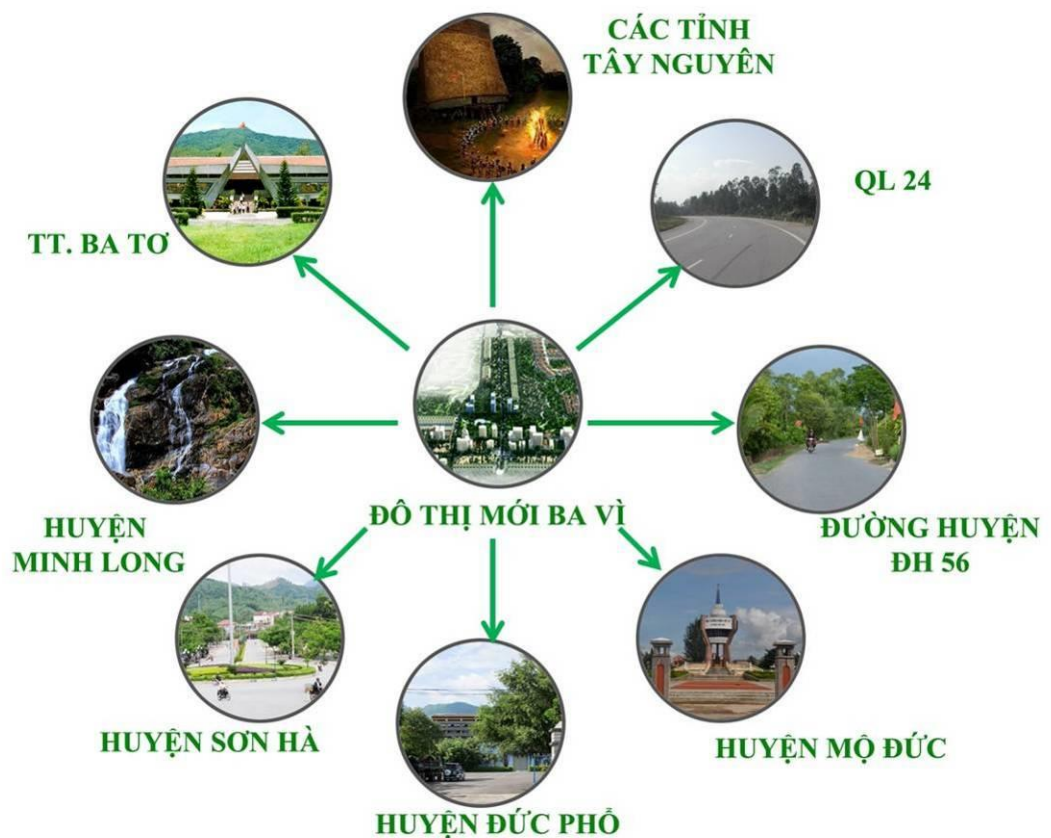 CÁC TỈNH
TÂY NGUYÊN
QL 24
TT. BA TƠ
ĐÔ THỊ MỚI BA VÌ
HUYỆN
MINH LONG
ĐƯỜNG HUYỆN
ĐH 56
HUYỆN SƠN HÀ
HUYỆN MỘ ĐỨC
HUYỆN ĐỨC PHỔ